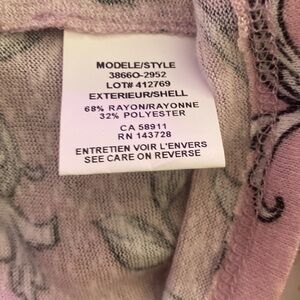 MODELE/STYLE
3866O-2952
LOT# 412769
EXTERIEUR/SHELL
68% RAYON/RAYONNE
32% POLYESTER
CA 58911
RN 143728
ENTRETIEN VOIR L'ENVERS
SEE CARE ON REVERSE